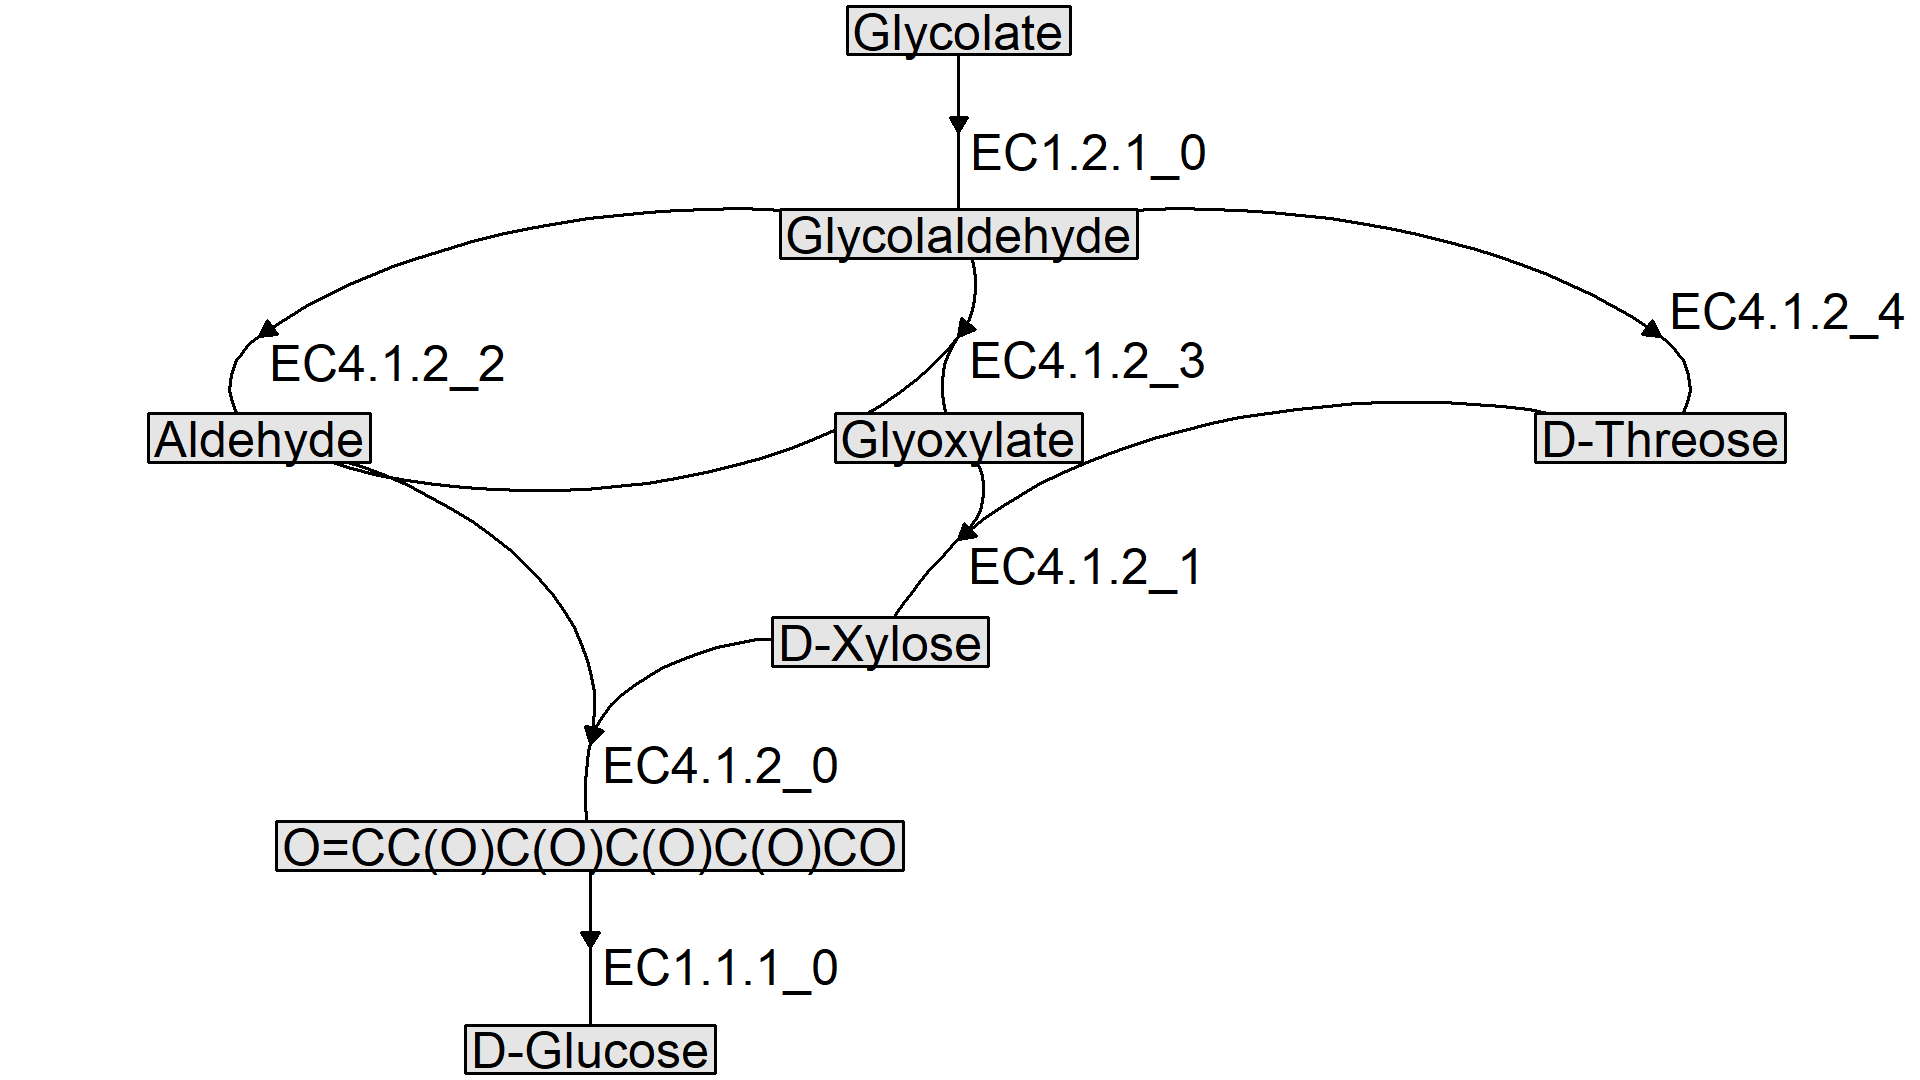 Glycolate
EC1.2.1_0
Glycolaldehyde
EC4.1.2_4
EC4.1.2_2
EC4.1.2_3
Aldehyde
Glyoxylate
D-Threose
EC4.1.2_1
D-Xylose
EC4.1.2_0
O=CC(O)C(O)C(O)C(O)CO
EC1.1.1_0
D-Glucose